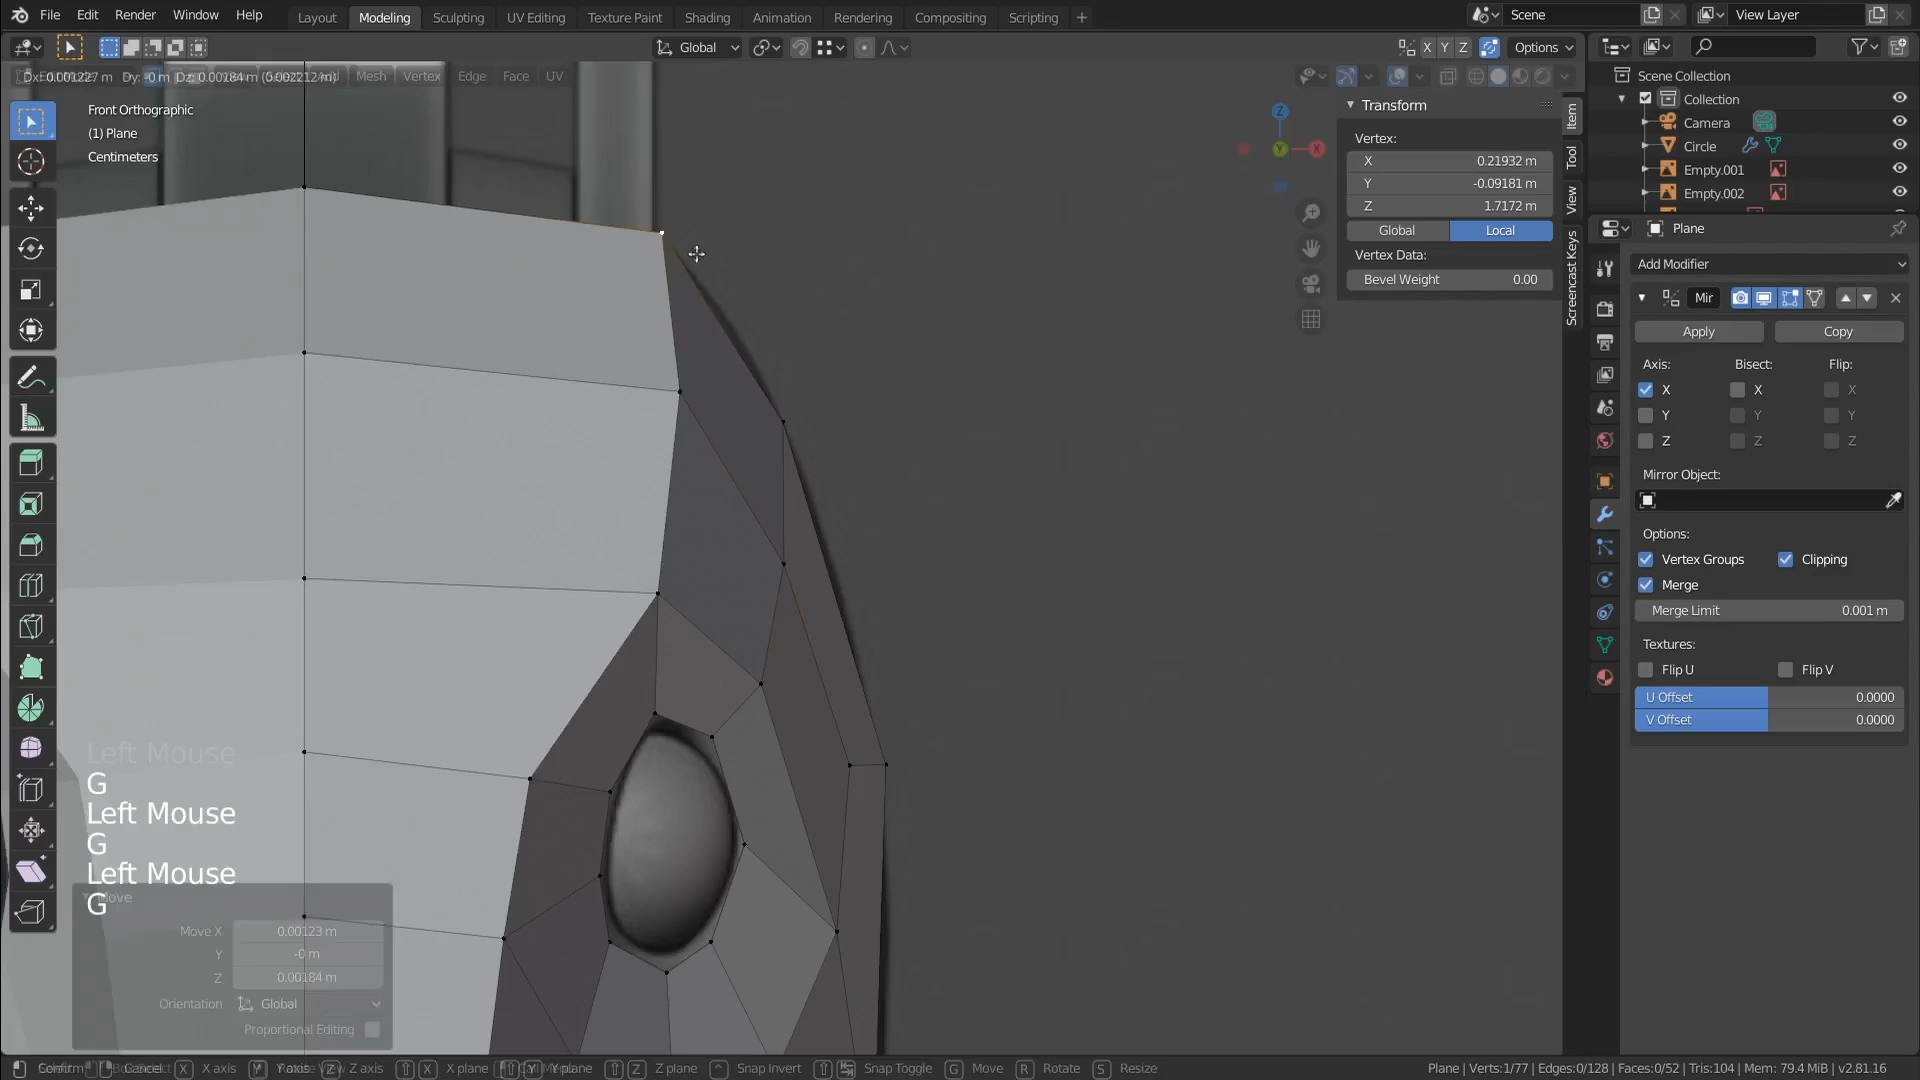 File Edit Render Window Help Layout Modeling Sculpting UV Editing Texture Paint Shading Animation Rendering Compositing Scripting + Scene View Layer
Global X Y Z Options
Mesh Vertex Edge Face UV
Front Orthographic
(1) Plane
Centimeters
Z
X
Y
Transform
Vertex:
X 0.21932 m
Y -0.09181 m
Z 1.7172 m
Global Local
Vertex Data:
Bevel Weight 0.00
Item
Tool
View
Screencast Keys
Scene Collection
Collection
Camera
Circle
Empty.001
Empty.002
Plane
Add Modifier
Mir
Apply Copy
Axis: Bisect: Flip:
X X X
Y Y Y
Z Z Z
Mirror Object:
Options:
Vertex Groups Clipping
Merge
Merge Limit 0.001 m
Textures:
Flip U Flip V
U Offset 0.0000
V Offset 0.0000
Left Mouse
G
Left Mouse
G
Left Mouse
G
Move
Move X 0.00123 m
Y -0 m
Z 0.00184 m
Orientation Global
Proportional Editing
X X axis Z Z axis X X plane Y plane Z Z plane Snap Invert Snap Toggle G Move R Rotate S Resize
Plane | Verts:1/77 | Edges:0/128 | Faces:0/52 | Tris:104 | Mem: 79.4 MiB | v2.81.16